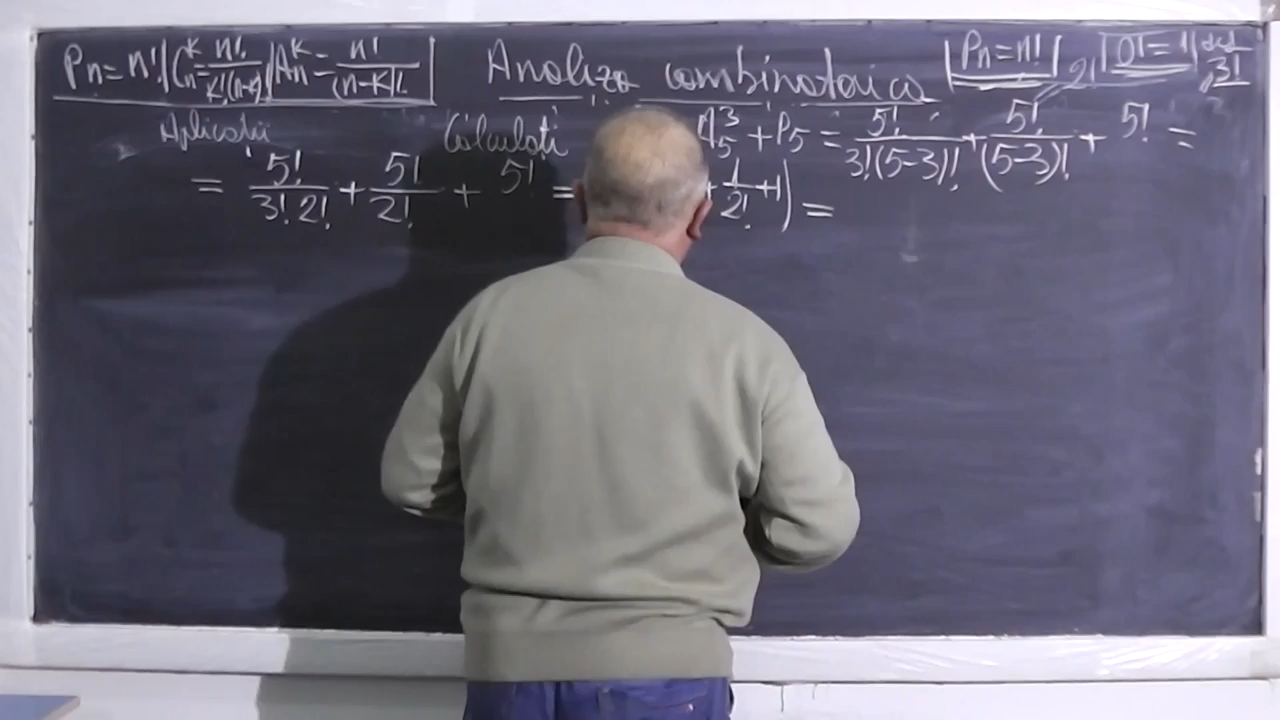 Pn = n! | C_n^k = n!/k!(n-k)! | A_n^k = n!/(n-k)! | Analiza combinatorica | Pn = n! | 2! | 0! = 1 | 3!
Aplicatii Calculati A_5^3 + P_5 = 5!/3!(5-3)! + 5!/(5-3)! + 5! =
= 5!/3!2! + 5!/2! + 5! = + 1/2! + 1) =